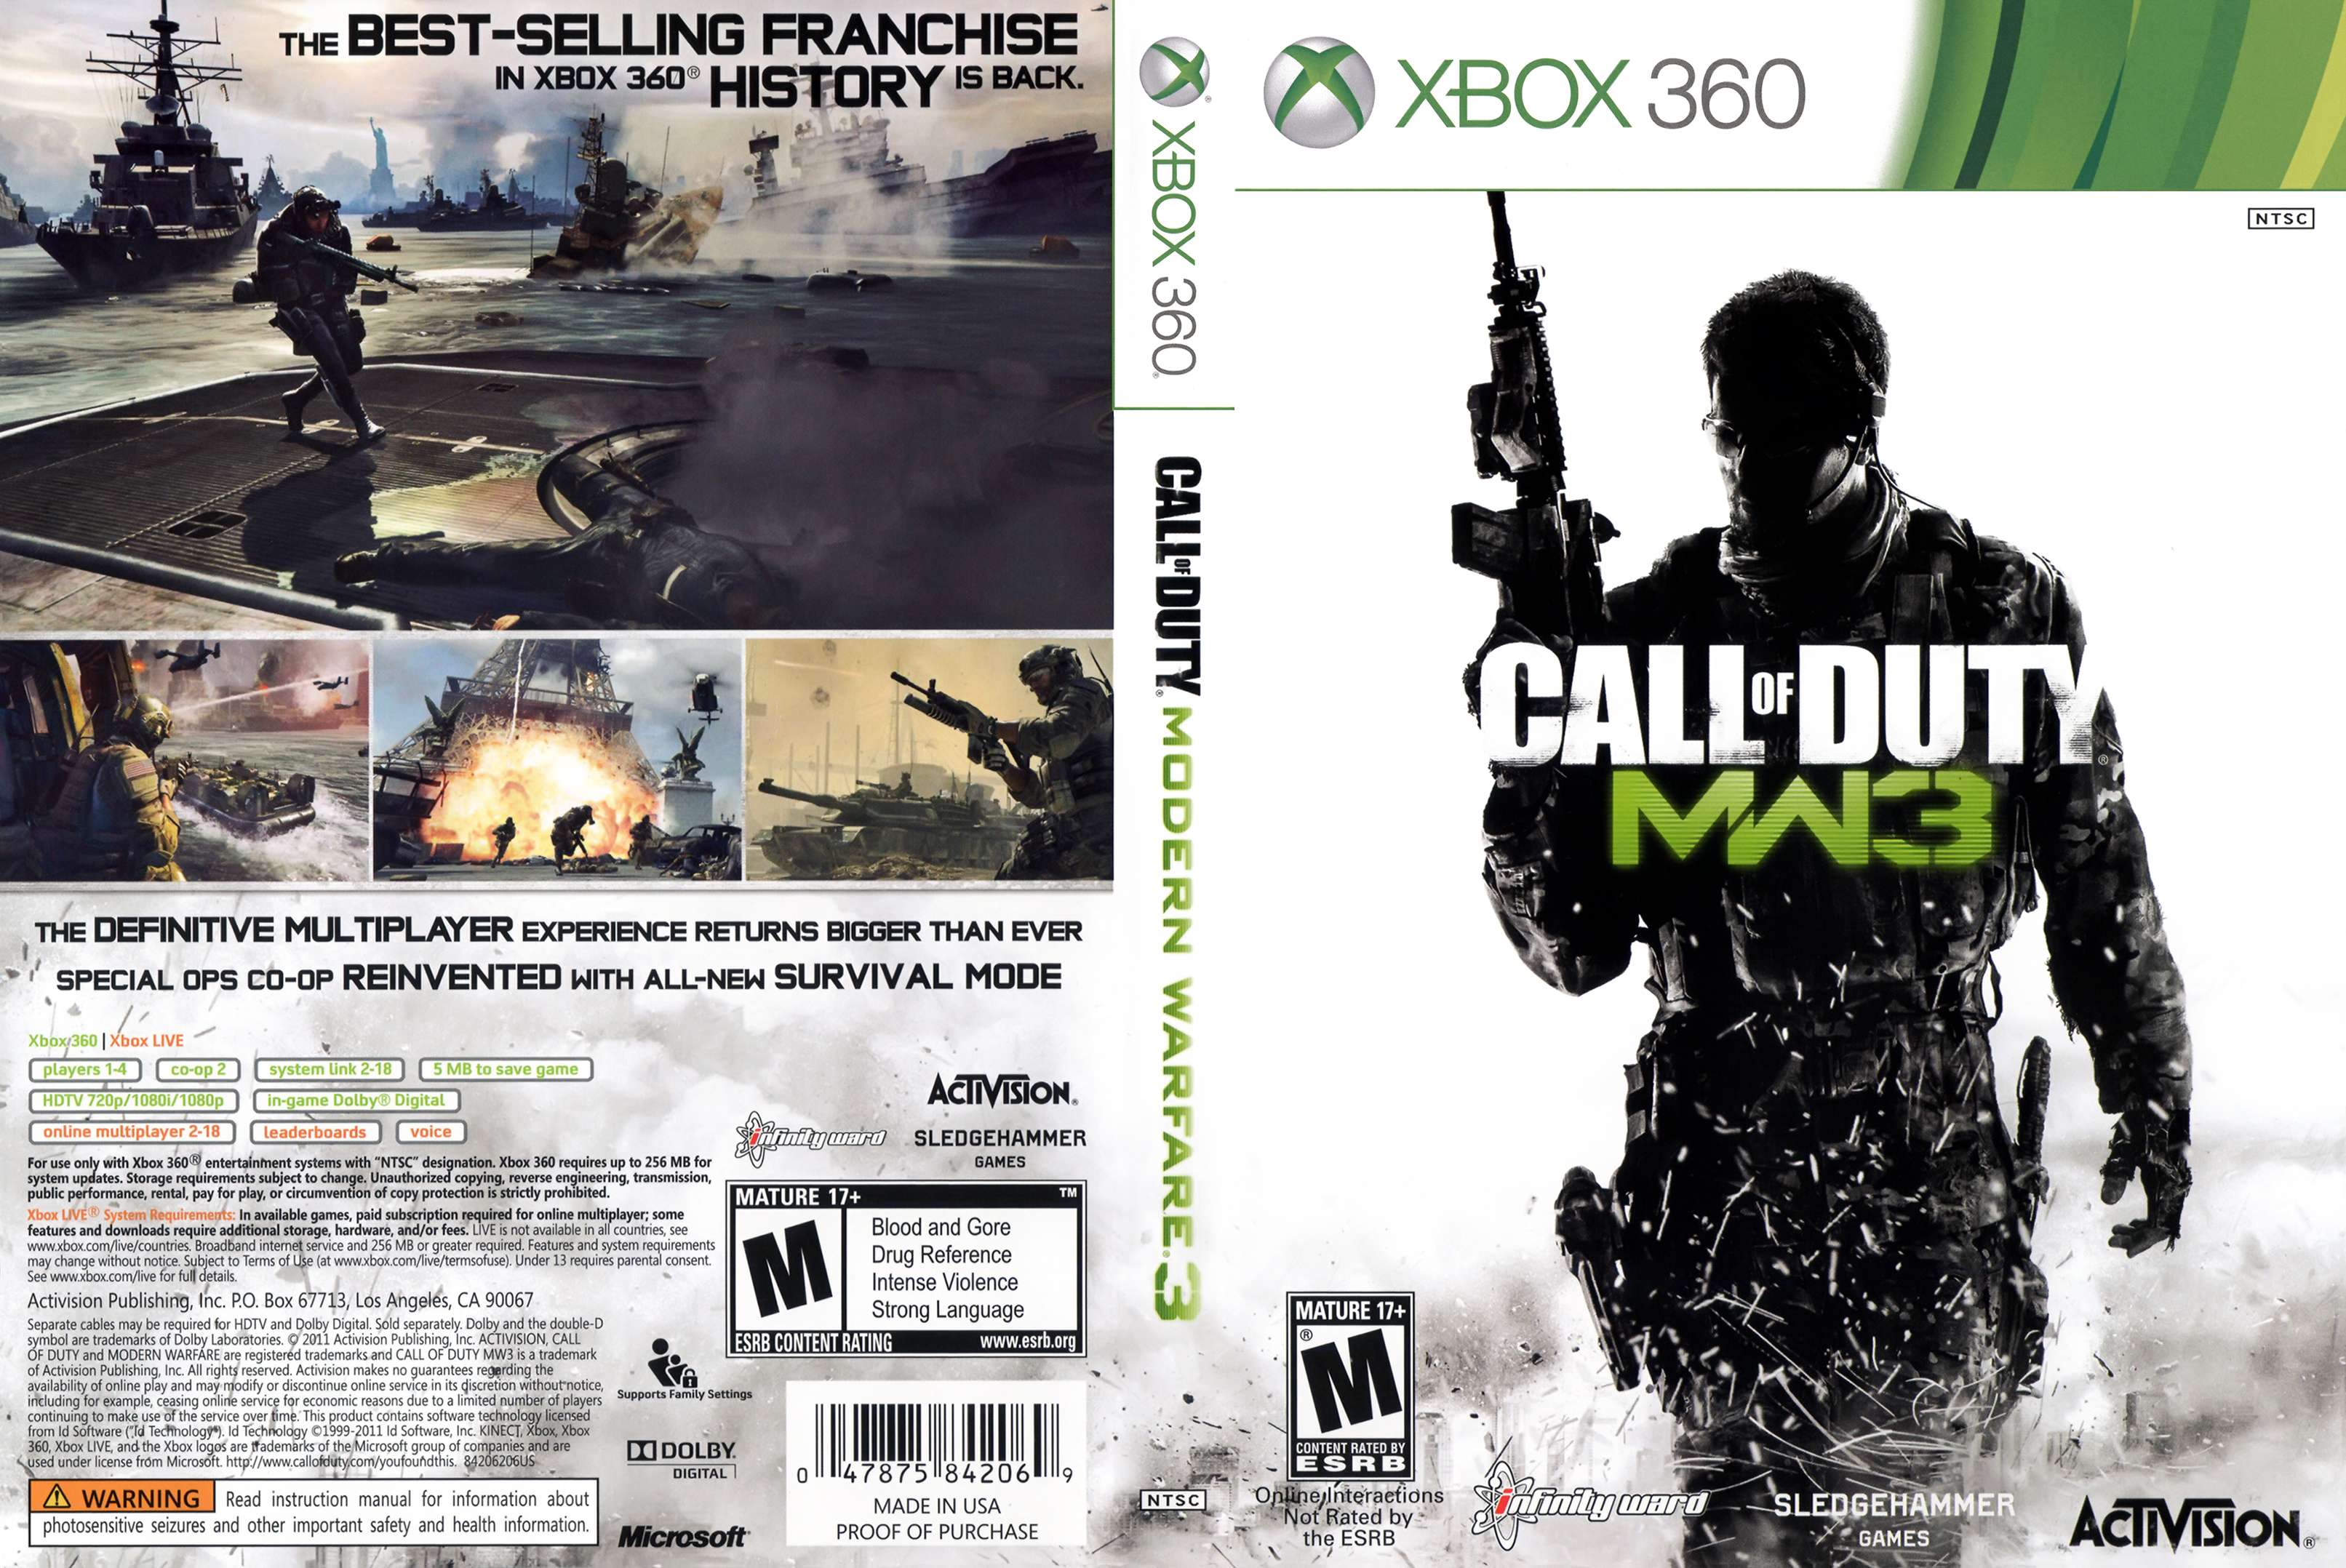 THE BEST-SELLING FRANCHISE
IN XBOX 360® HISTORY IS BACK.
THE DEFINITIVE MULTIPLAYER EXPERIENCE RETURNS BIGGER THAN EVER
SPECIAL OPS CO-OP REINVENTED WITH ALL-NEW SURVIVAL MODE
Xbox 360 | Xbox LIVE
players 1-4 co-op 2 system link 2-18 5 MB to save game
HDTV 720p/1080i/1080p in-game Dolby® Digital
online multiplayer 2-18 leaderboards voice
For use only with Xbox 360® entertainment systems with "NTSC" designation. Xbox 360 requires up to 256 MB for
system updates. Storage requirements subject to change. Unauthorized copying, reverse engineering, transmission,
public performance, rental, pay for play, or circumvention of copy protection is strictly prohibited.
Xbox LIVE® System Requirements: In available games, paid subscription required for online multiplayer; some
features and downloads require additional storage, hardware, and/or fees. LIVE is not available in all countries, see
www.xbox.com/live/countries. Broadband internet service and 256 MB or greater required. Features and system requirements
may change without notice. Subject to Terms of Use (at www.xbox.com/live/termsofuse). Under 13 requires parental consent.
See www.xbox.com/live for full details.
Activision Publishing, Inc. P.O. Box 67713, Los Angeles, CA 90067
Separate cables may be required for HDTV and Dolby Digital. Sold separately. Dolby and the double-D
symbol are trademarks of Dolby Laboratories. © 2011 Activision Publishing, Inc. ACTIVISION, CALL
OF DUTY and MODERN WARFARE are registered trademarks and CALL OF DUTY MW3 is a trademark
of Activision Publishing, Inc. All rights reserved. Activision makes no guarantees regarding the
availability of online play and may modify or discontinue online service in its discretion without notice,
including for example, ceasing online service for economic reasons due to a limited number of players
continuing to make use of the service over time. This product contains software technology licensed
from Id Software ("Id Technology"). Id Technology ©1999-2011 Id Software, Inc. KINECT, Xbox, Xbox
360, Xbox LIVE, and the Xbox logos are trademarks of the Microsoft group of companies and are
used under license from Microsoft. http://www.callofduty.com/youfoundthis. 84206206US
WARNING Read instruction manual for information about
photosensitive seizures and other important safety and health information.
ACTIVISION®
infinity ward
SLEDGEHAMMER
GAMES
MATURE 17+ ™
M
Blood and Gore
Drug Reference
Intense Violence
Strong Language
ESRB CONTENT RATING www.esrb.org
Supports Family Settings
DOLBY
DIGITAL
Microsoft®
0 47875 84206 9
MADE IN USA
PROOF OF PURCHASE
XBOX 360®
CALL OF DUTY® MODERN WARFARE® 3
NTSC
XBOX 360
NTSC
CALL OF DUTY®
MW3
MATURE 17+
® M
CONTENT RATED BY
ESRB
Online Interactions
Not Rated by
the ESRB
infinity ward
SLEDGEHAMMER
GAMES
ACTIVISION®